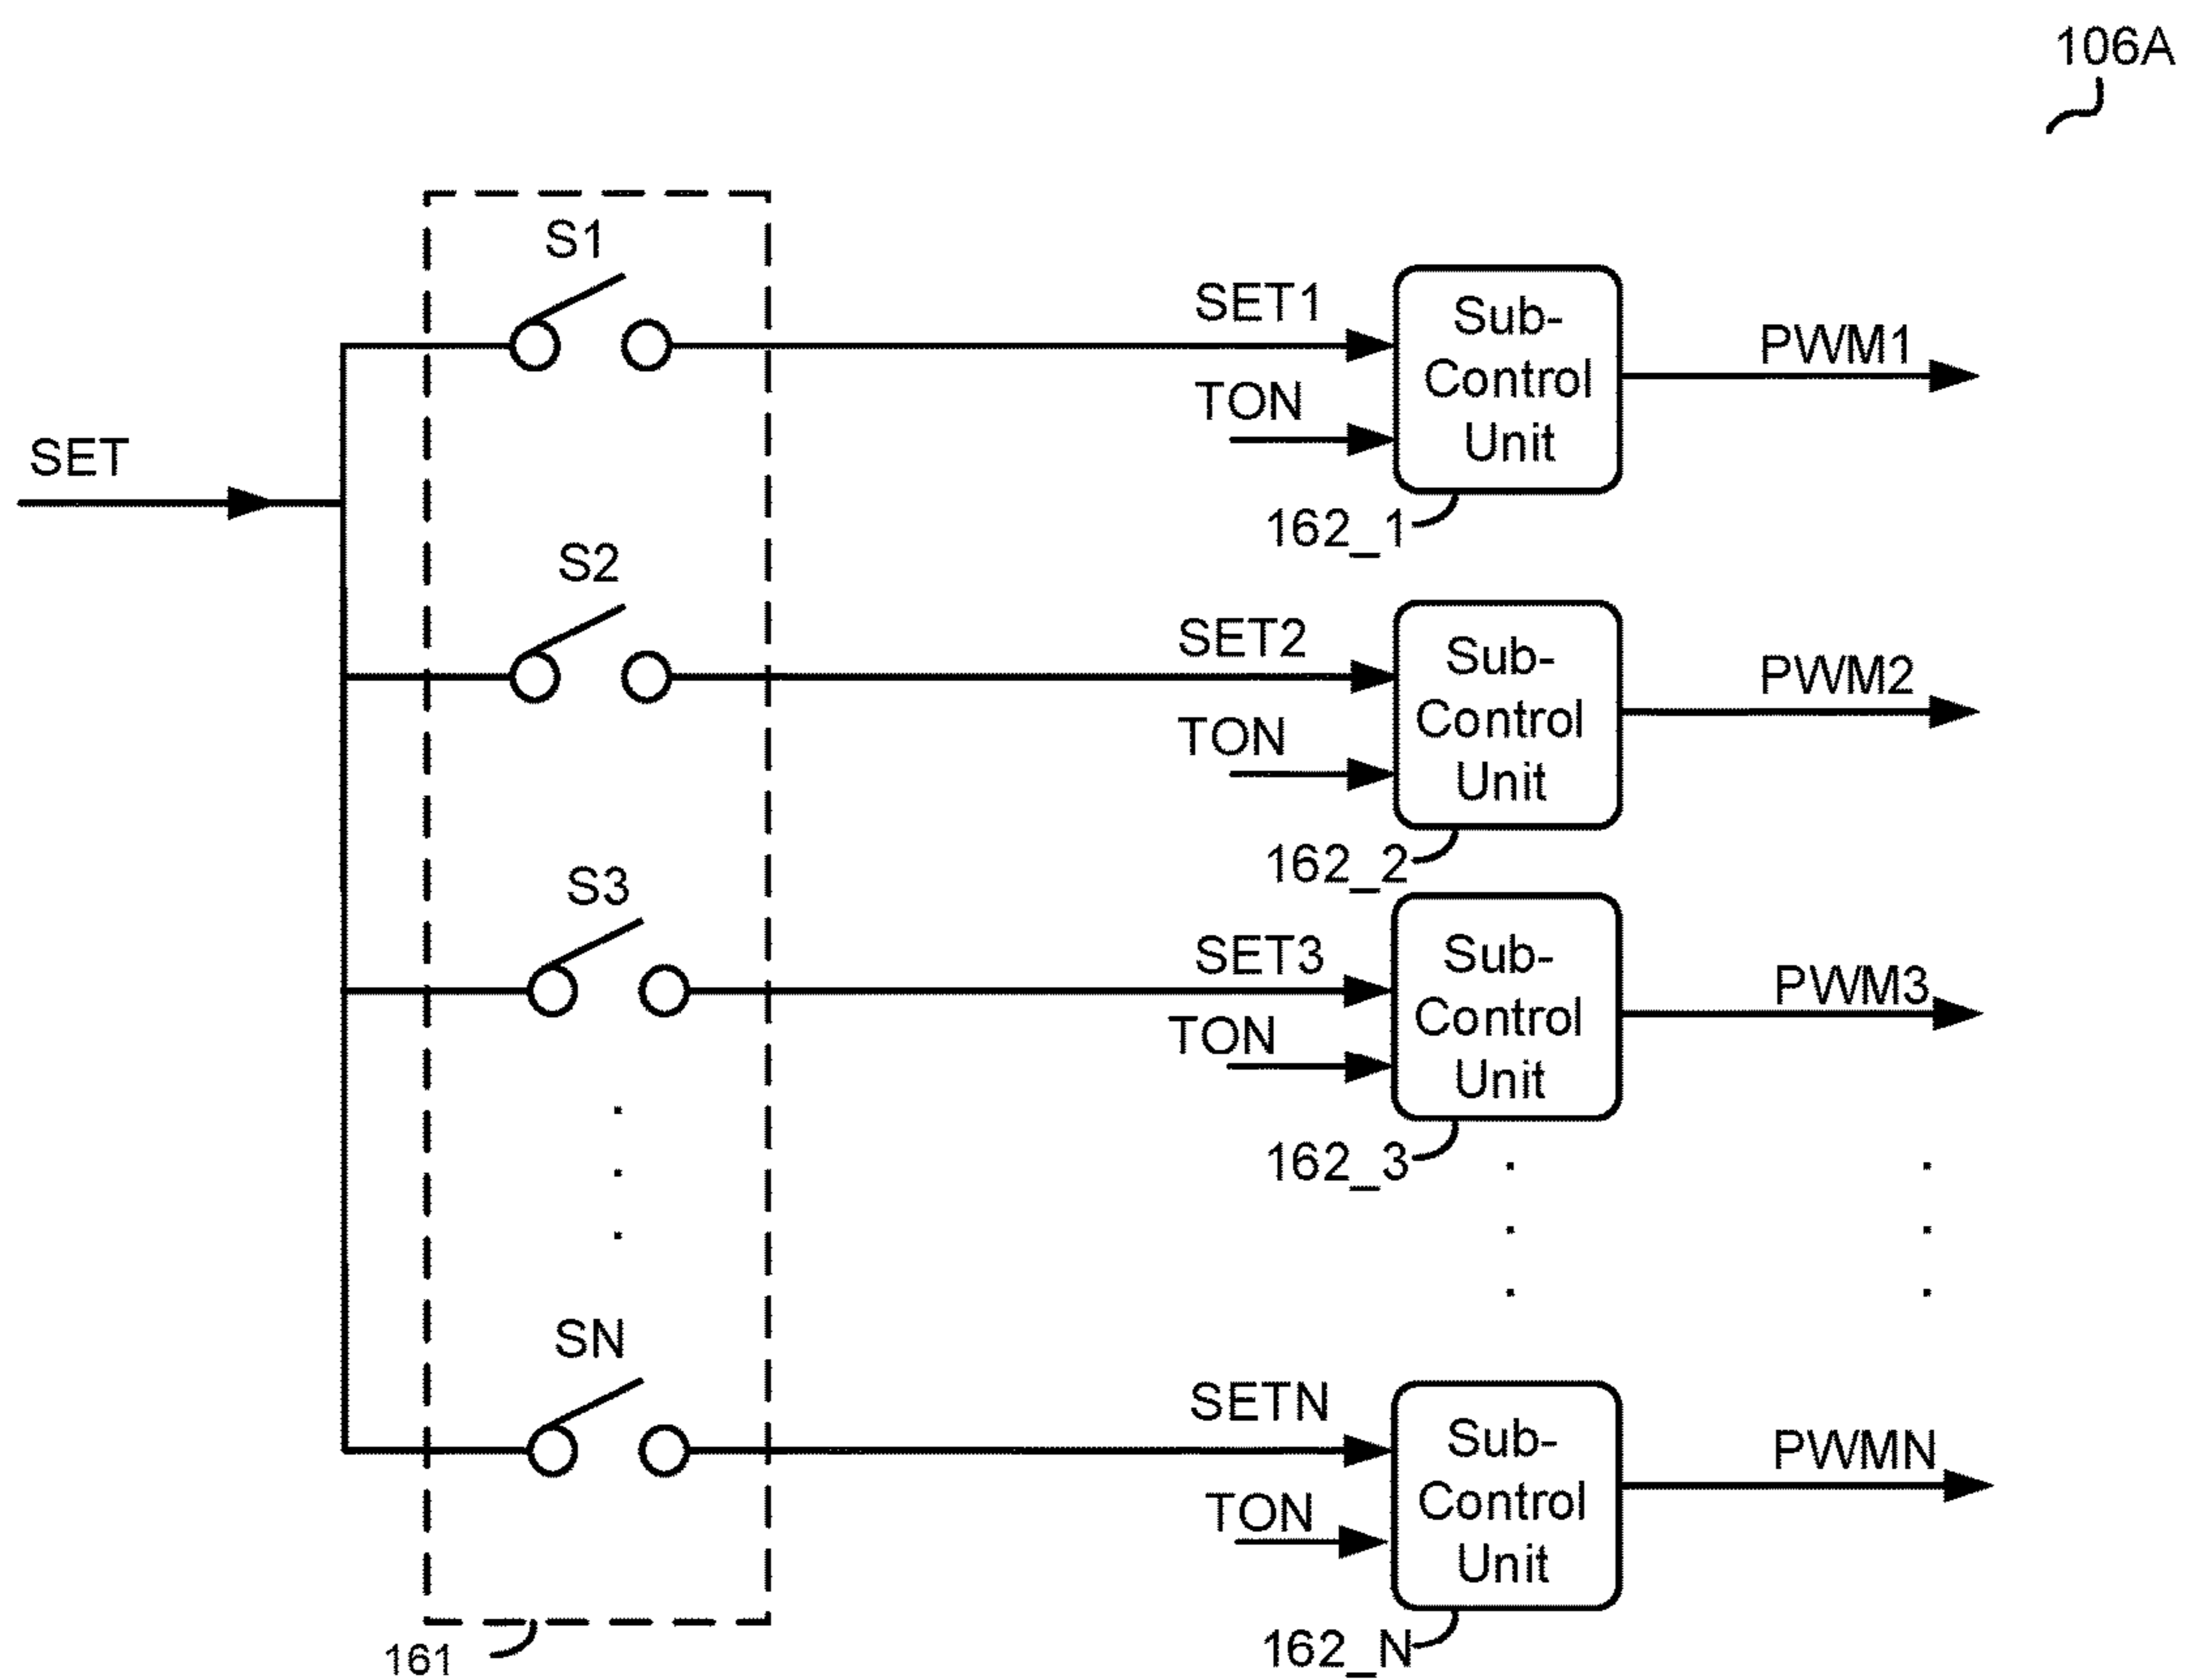 106A
S1
SET1
Sub-
Control
Unit
PWM1
TON
SET
162_1
S2
SET2
Sub-
Control
Unit
PWM2
TON
162_2
S3
SET3
Sub-
Control
Unit
PWM3
TON
162_3
SN
SETN
Sub-
Control
Unit
PWMN
TON
161
162_N